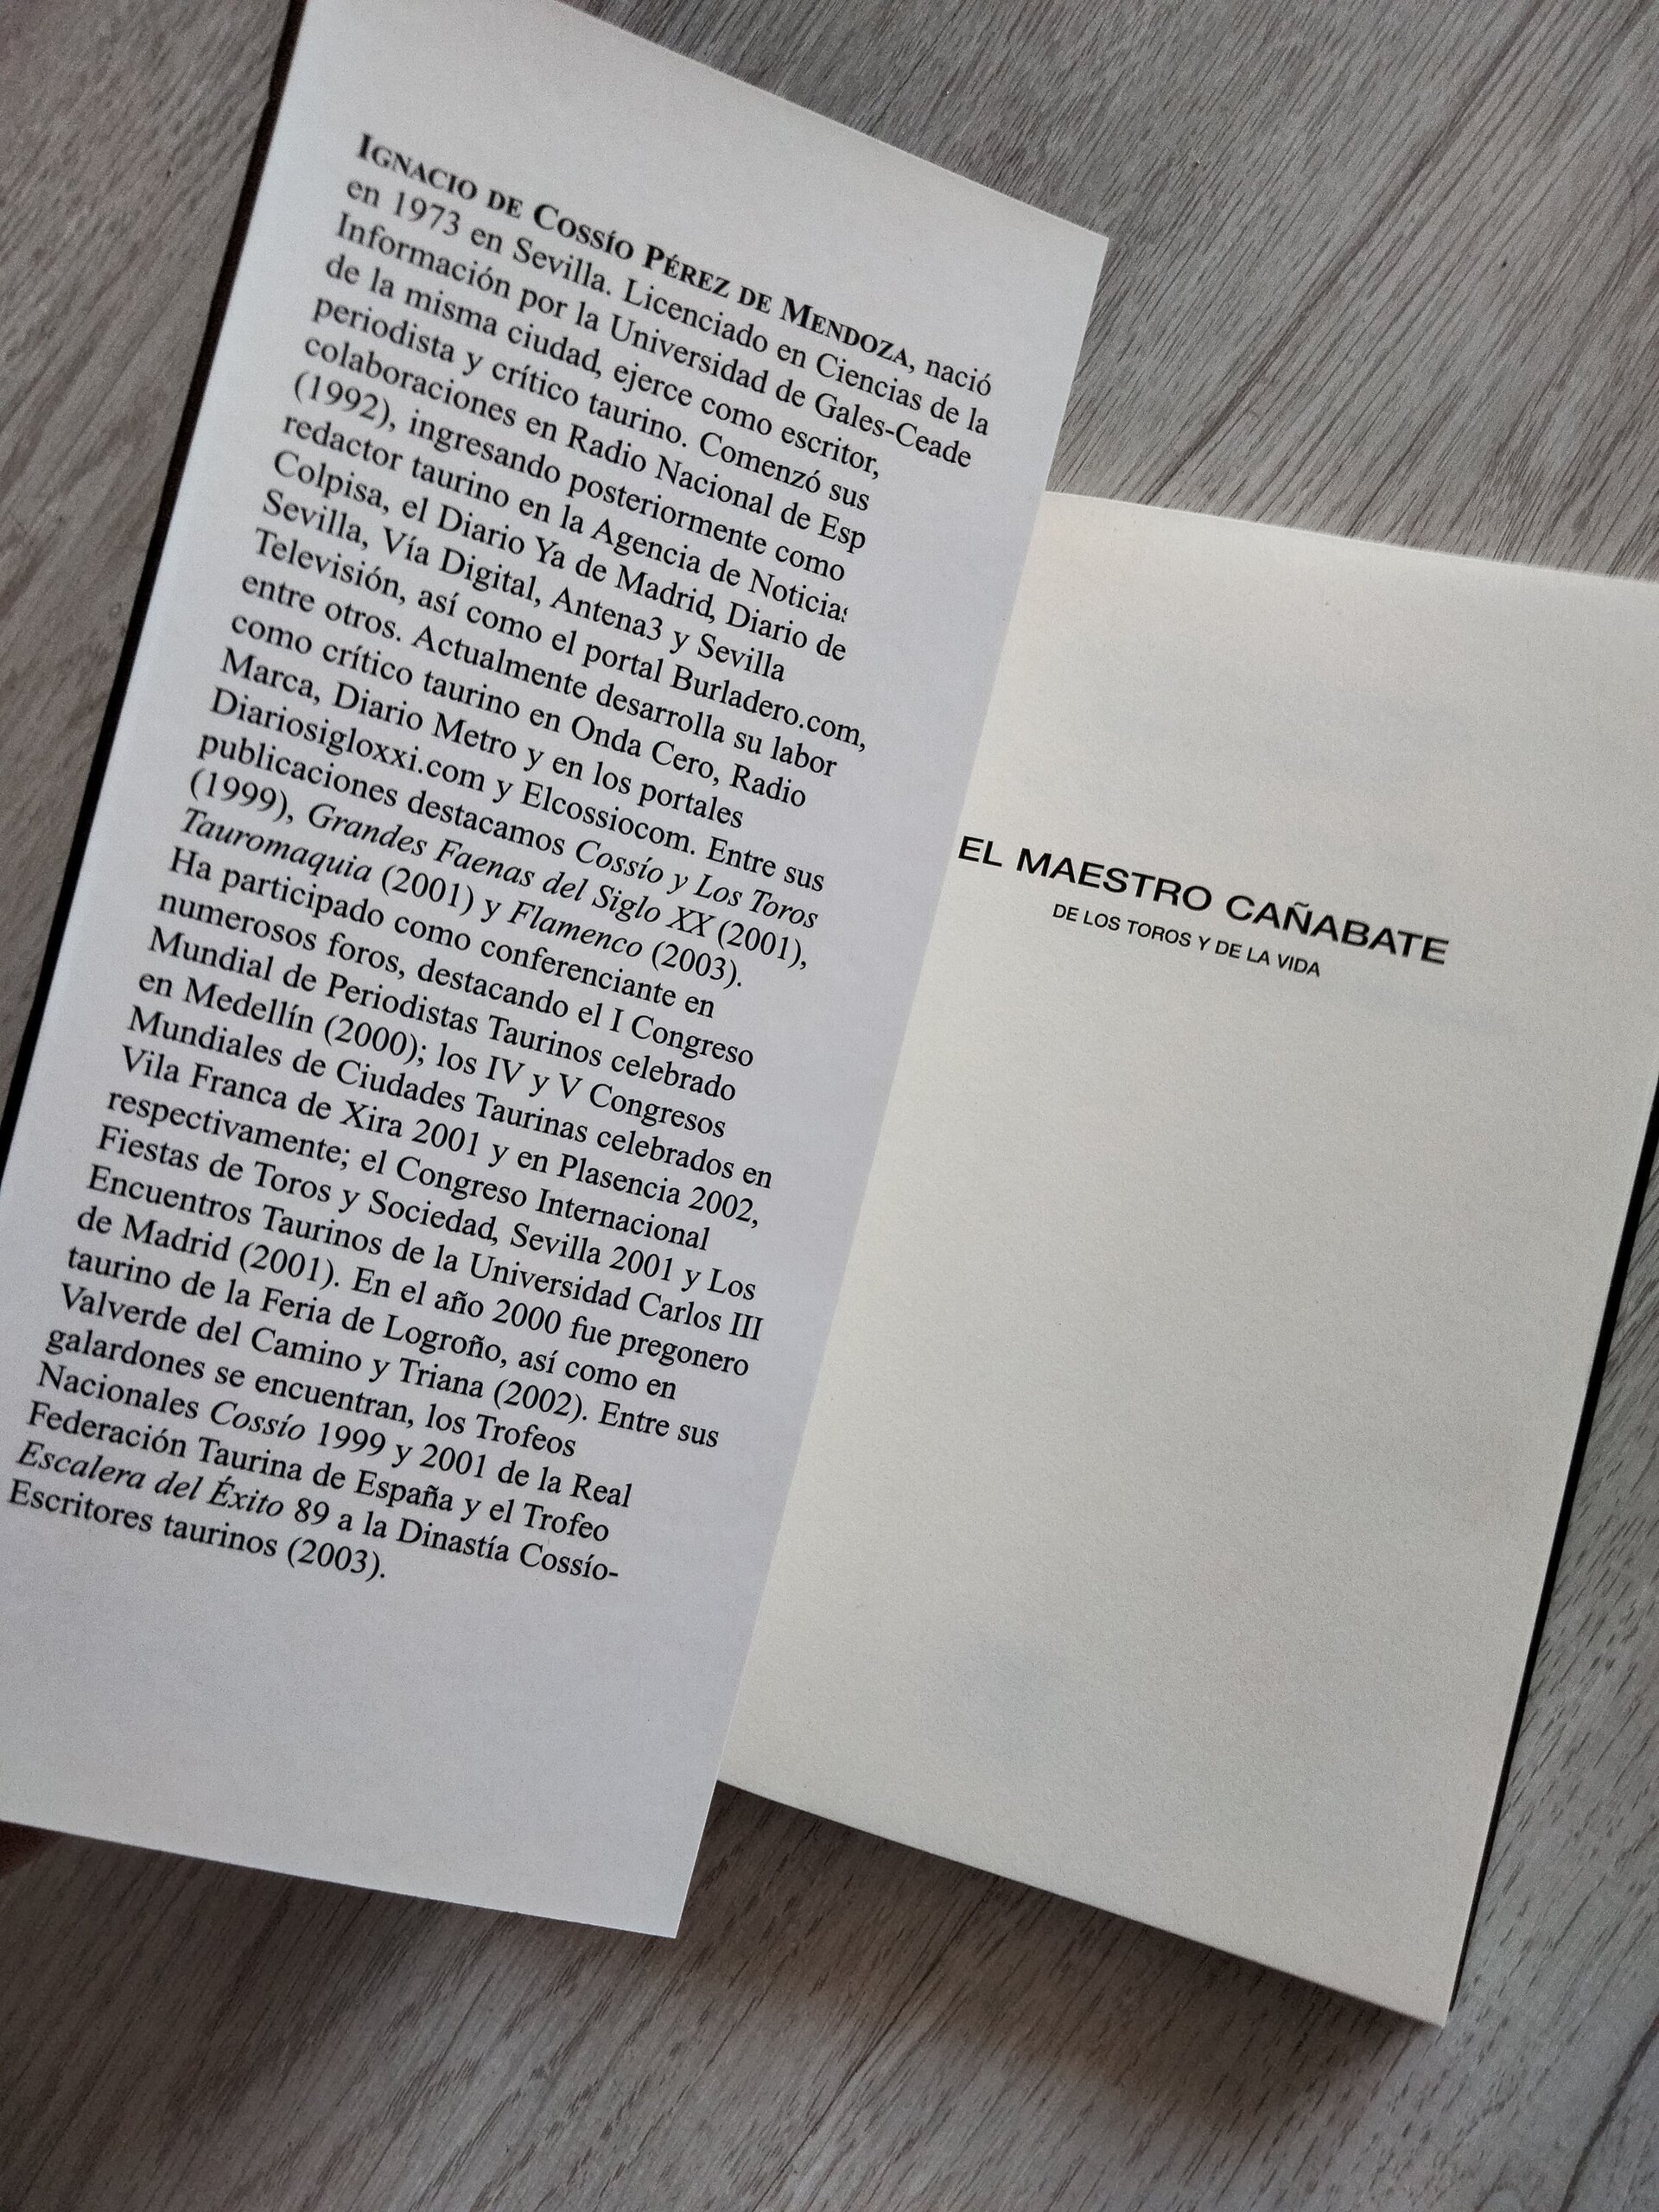 IGNACIO DE COSSÍO PÉREZ DE MENDOZA, nació
en 1973 en Sevilla. Licenciado en Ciencias de la
Información por la Universidad de Gales-Ceade
de la misma ciudad, ejerce como escritor,
periodista y crítico taurino. Comenzó sus
colaboraciones en Radio Nacional de Esp
(1992), ingresando posteriormente como
redactor taurino en la Agencia de Noticias
Colpisa, el Diario Ya de Madrid, Diario de
Sevilla, Vía Digital, Antena3 y Sevilla
Televisión, así como el portal Burladero.com,
entre otros. Actualmente desarrolla su labor
como crítico taurino en Onda Cero, Radio
Marca, Diario Metro y en los portales
Diariosigloxxi.com y Elcossiocom. Entre sus
publicaciones destacamos Cossío y Los Toros
(1999), Grandes Faenas del Siglo XX (2001),
Tauromaquia (2001) y Flamenco (2003).
Ha participado como conferenciante en
numerosos foros, destacando el I Congreso
Mundial de Periodistas Taurinos celebrado
en Medellín (2000); los IV y V Congresos
Mundiales de Ciudades Taurinas celebrados en
Vila Franca de Xira 2001 y en Plasencia 2002,
respectivamente; el Congreso Internacional
Fiestas de Toros y Sociedad, Sevilla 2001 y Los
Encuentros Taurinos de la Universidad Carlos III
de Madrid (2001). En el año 2000 fue pregonero
taurino de la Feria de Logroño, así como en
Valverde del Camino y Triana (2002). Entre sus
galardones se encuentran, los Trofeos
Nacionales Cossío 1999 y 2001 de la Real
Federación Taurina de España y el Trofeo
Escalera del Éxito 89 a la Dinastía Cossío-
Escritores taurinos (2003).
EL MAESTRO CAÑABATE
DE LOS TOROS Y DE LA VIDA